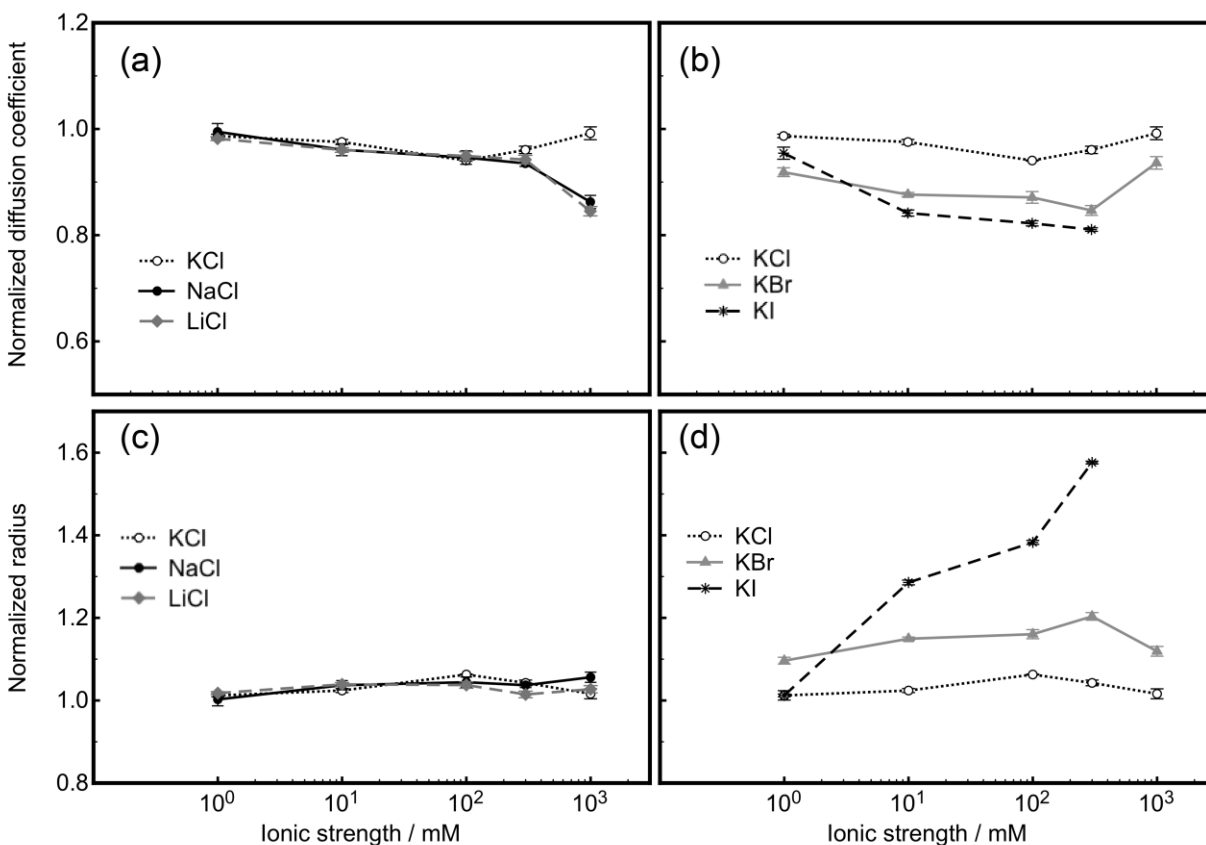 Normalized diffusion coefficient
1.2
1.0
0.8
0.6
(a)
KCl
NaCl
LiCl
(b)
KCl
KBr
KI
Normalized radius
1.6
1.4
1.2
1.0
0.8
(c)
KCl
NaCl
LiCl
10⁰ 10¹ 10² 10³
Ionic strength / mM
(d)
KCl
KBr
KI
10⁰ 10¹ 10² 10³
Ionic strength / mM